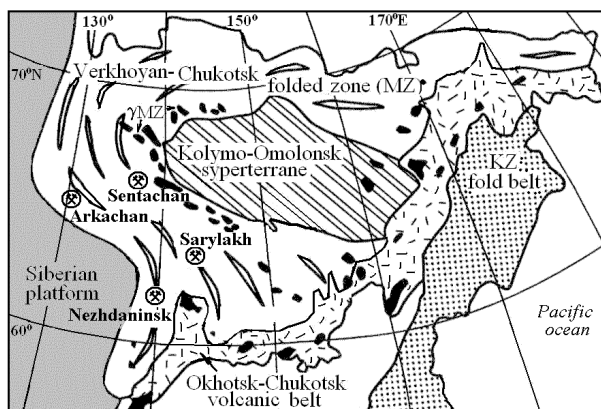 130°
150°
170°E
70°N
Verkhoyan-Chukotsk
folded zone (MZ)
γMZ
Kolymo-Omolonsk
syperterrane
KZ
fold belt
Sentachan
Arkachan
Sarylakh
Siberian
platform
Nezhdaninsk
Pacific
ocean
60°
Okhotsk-Chukotsk
volcanic belt